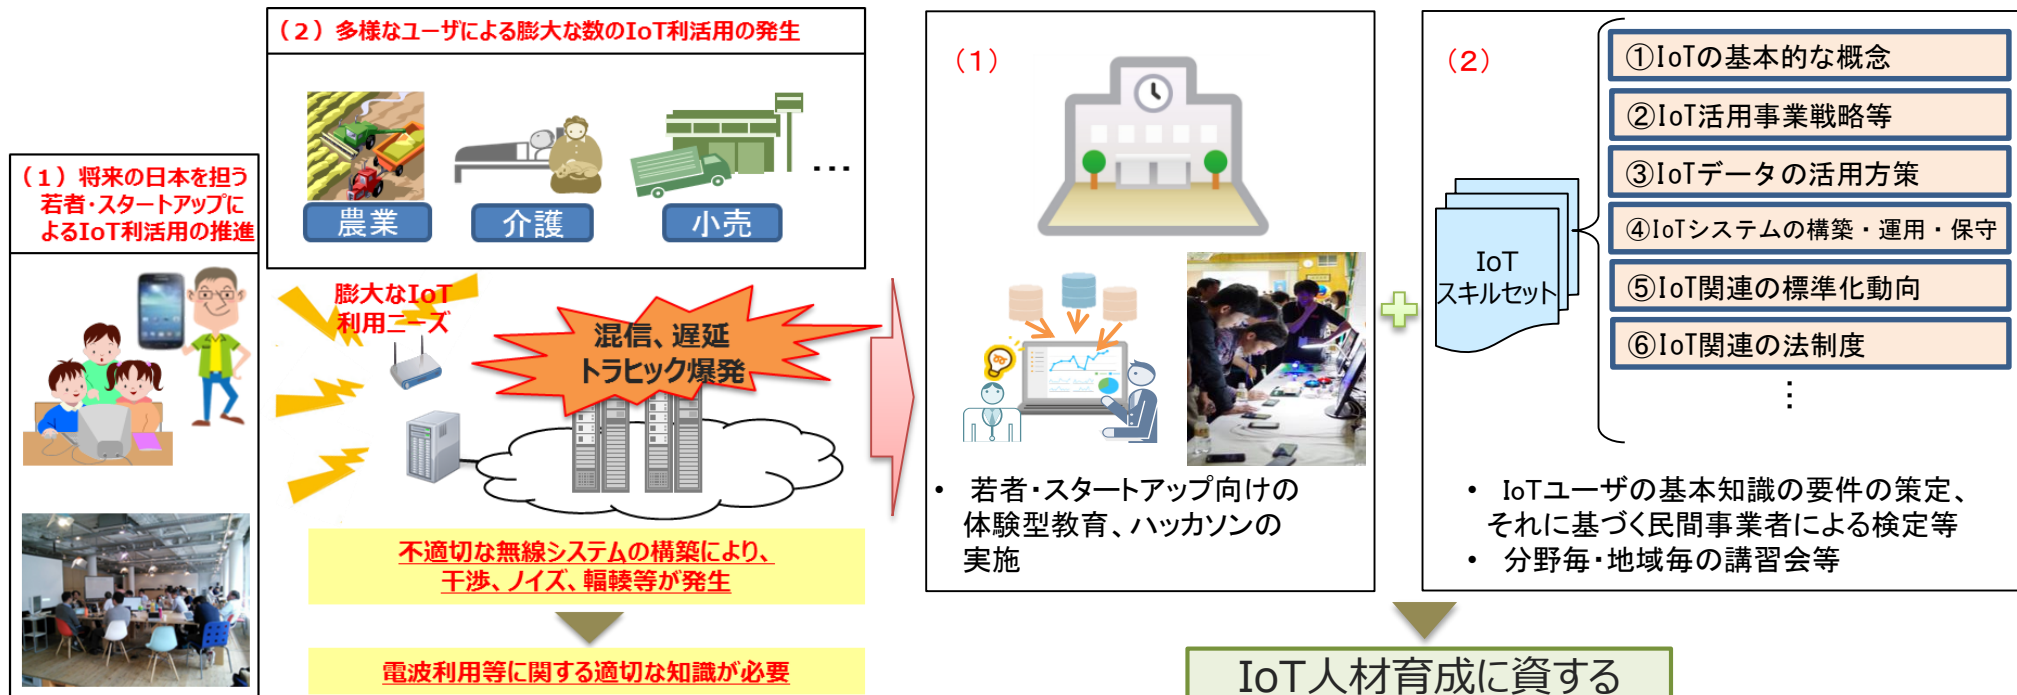 （2）多様なユーザによる膨大な数のIoT利活用の発生
農業
介護
小売
…
（1）将来の日本を担う
若者・スタートアップに
よるIoT利活用の推進
膨大なIoT
利用ニーズ
混信、遅延
トラヒック爆発
不適切な無線システムの構築により、
干渉、ノイズ、輻輳等が発生
電波利用等に関する適切な知識が必要
（1）
• 若者・スタートアップ向けの
体験型教育、ハッカソンの
実施
（2）
IoT
スキルセット
①IoTの基本的な概念
②IoT活用事業戦略等
③IoTデータの活用方策
④IoTシステムの構築・運用・保守
⑤IoT関連の標準化動向
⑥IoT関連の法制度
⋮
• IoTユーザの基本知識の要件の策定、
それに基づく民間事業者による検定等
• 分野毎・地域毎の講習会等
IoT人材育成に資する